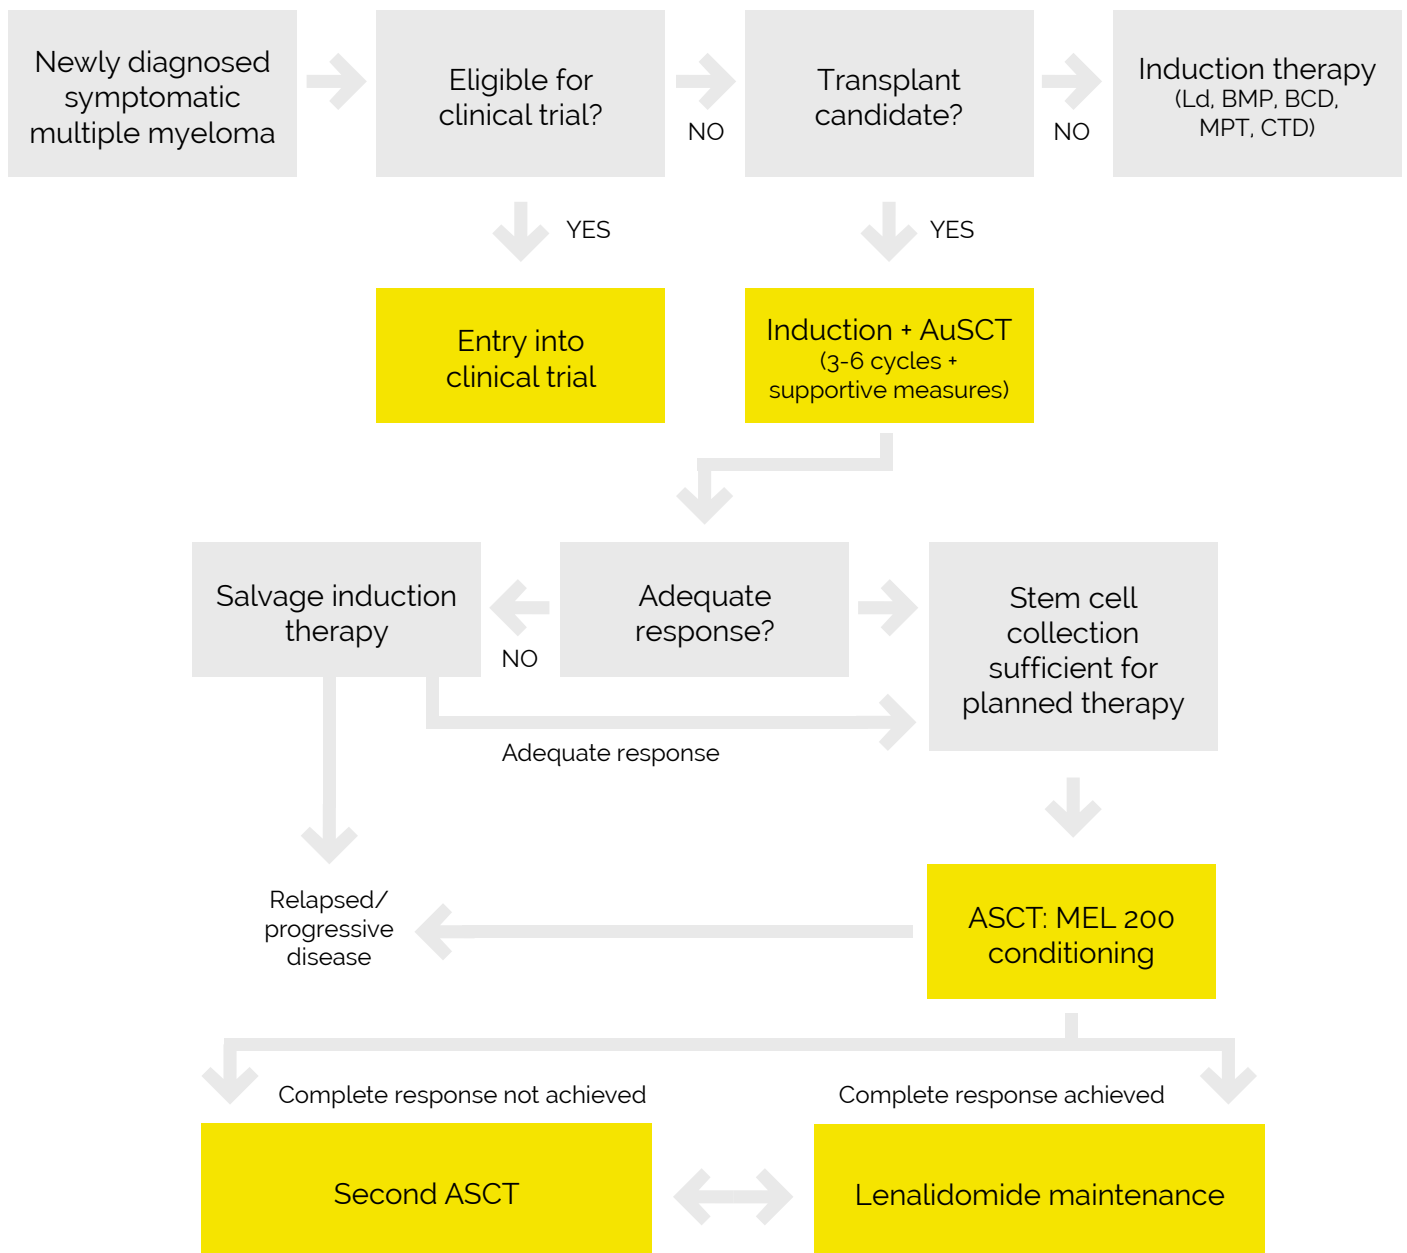 Newly diagnosed
symptomatic
multiple myeloma
Eligible for
clinical trial?
NO
Transplant
candidate?
NO
Induction therapy
(Ld, BMP, BCD,
MPT, CTD)
YES
YES
Entry into
clinical trial
Induction + AuSCT
(3-6 cycles +
supportive measures)
Salvage induction
therapy
NO
Adequate
response?
Stem cell
collection
sufficient for
planned therapy
Adequate response
Relapsed/
progressive
disease
ASCT: MEL 200
conditioning
Complete response not achieved
Complete response achieved
Second ASCT
Lenalidomide maintenance